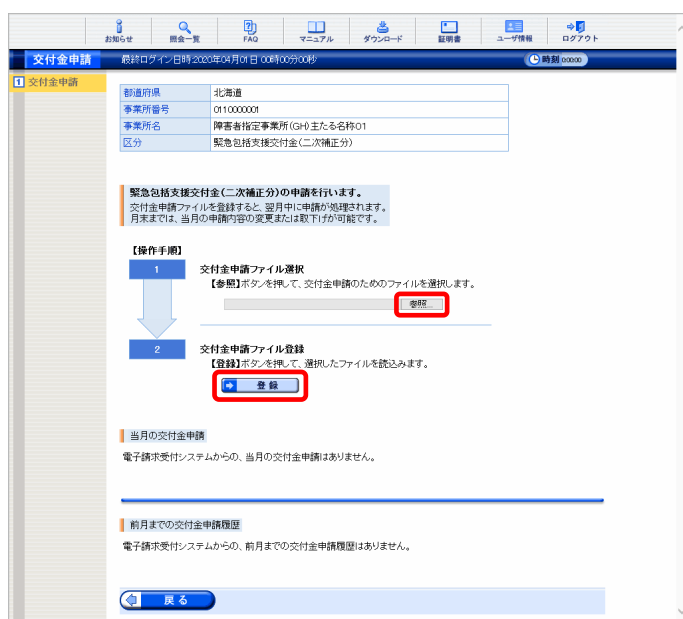 お知らせ 照会一覧 FAQ マニュアル ダウンロード 証明書 ユーザ情報 ログアウト
交付金申請 最終ログイン日時:2020年04月01日 00時00分00秒 時刻 00:00:00
1 交付金申請
都道府県 北海道
事業所番号 0110000001
事業所名 障害者指定事業所(GH)主たる名称01
区分 緊急包括支援交付金(二次補正分)
緊急包括支援交付金(二次補正分)の申請を行います。
交付金申請ファイルを登録すると、翌月中に申請が処理されます。
月末までは、当月の申請内容の変更または取下げが可能です。
【操作手順】
1 交付金申請ファイル選択
【参照】ボタンを押して、交付金申請のためのファイルを選択します。
参照...
2 交付金申請ファイル登録
【登録】ボタンを押して、選択したファイルを読込みます。
登 録
当月の交付金申請
電子請求受付システムからの、当月の交付金申請はありません。
前月までの交付金申請履歴
電子請求受付システムからの、前月までの交付金申請履歴はありません。
戻 る